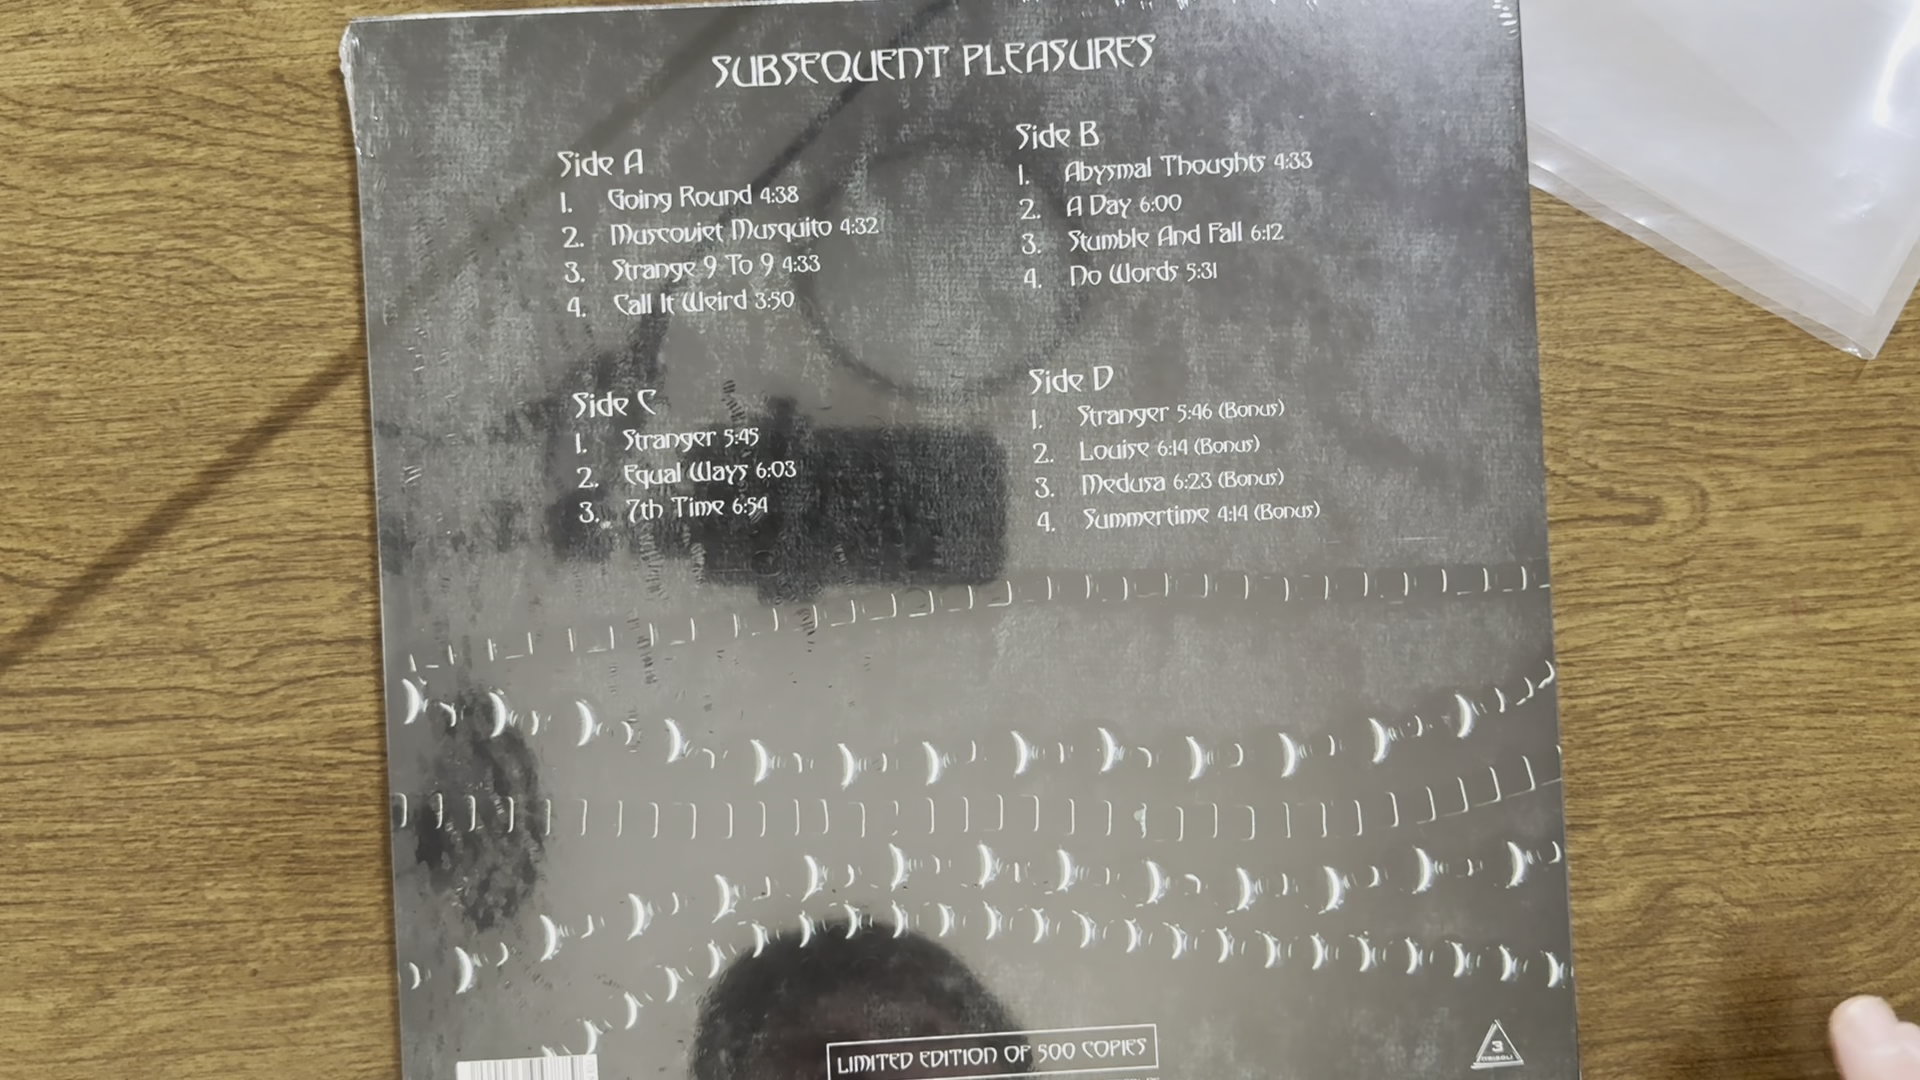 SUBSEQUENT PLEASURES
Side A
1. Going Round 4:38
2. Muscoviet Musquito 4:32
3. Strange 9 To 9 4:33
4. Call It Weird 3:50
Side B
1. Abysmal Thoughts 4:33
2. A Day 6:00
3. Stumble And Fall 6:12
4. No Words 5:31
Side C
1. Stranger 5:45
2. Equal Ways 6:03
3. 7th Time 6:54
Side D
1. Stranger 5:46 (Bonus)
2. Louise 6:14 (Bonus)
3. Medusa 6:23 (Bonus)
4. Summertime 4:14 (Bonus)
LIMITED EDITION OF 500 COPIES
3